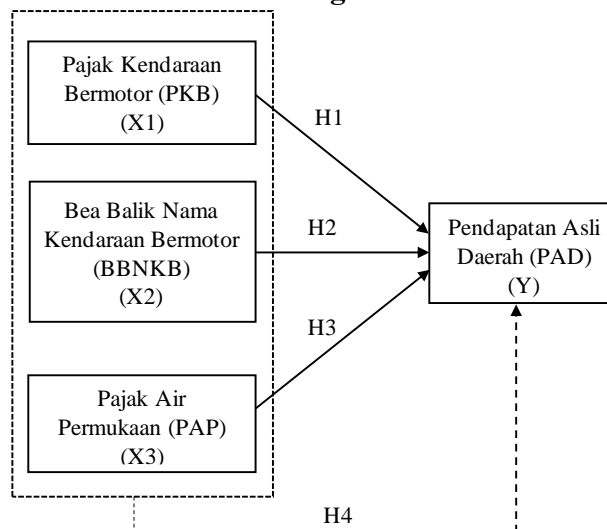 Pajak Kendaraan
Bermotor (PKB)
(X1)
H1
Bea Balik Nama
Kendaraan Bermotor
(BBNKB)
(X2)
H2
Pendapatan Asli
Daerah (PAD)
(Y)
H3
Pajak Air
Permukaan (PAP)
(X3)
H4